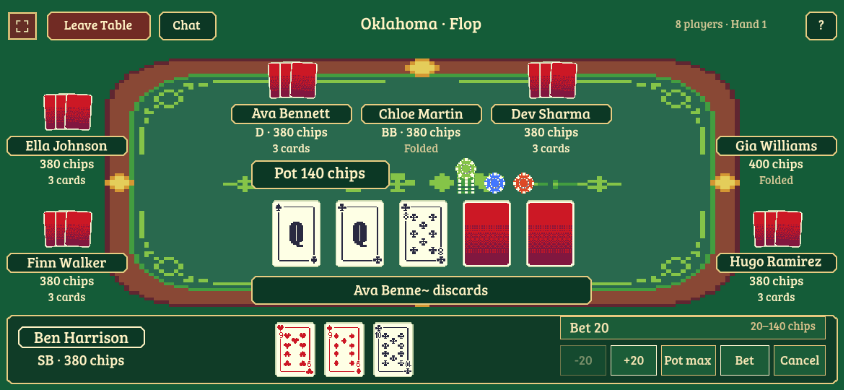 Leave Table
Chat
Oklahoma · Flop
8 players · Hand 1
?
Ava Bennett
D · 380 chips
3 cards
Chloe Martin
BB · 380 chips
Folded
Dev Sharma
380 chips
3 cards
Ella Johnson
380 chips
3 cards
Gia Williams
400 chips
Folded
Pot 140 chips
Q
Q
Finn Walker
380 chips
3 cards
Hugo Ramirez
380 chips
3 cards
Ava Benne~ discards
Ben Harrison
SB · 380 chips
Bet 20
20–140 chips
-20
+20
Pot max
Bet
Cancel